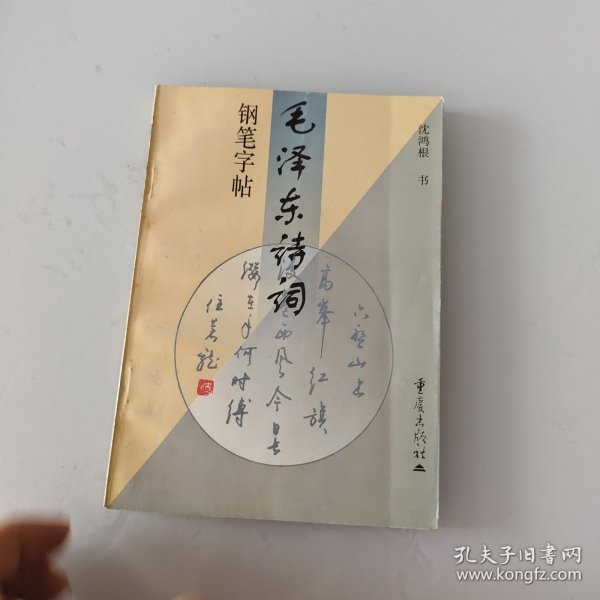 沈鸿根 书
毛泽东诗词
钢笔字帖
六盘山上
高峰红旗
漫卷西风今日长
缨在手何时缚
住苍龙
重庆出版社
孔夫子旧书网
www.kongfz.com